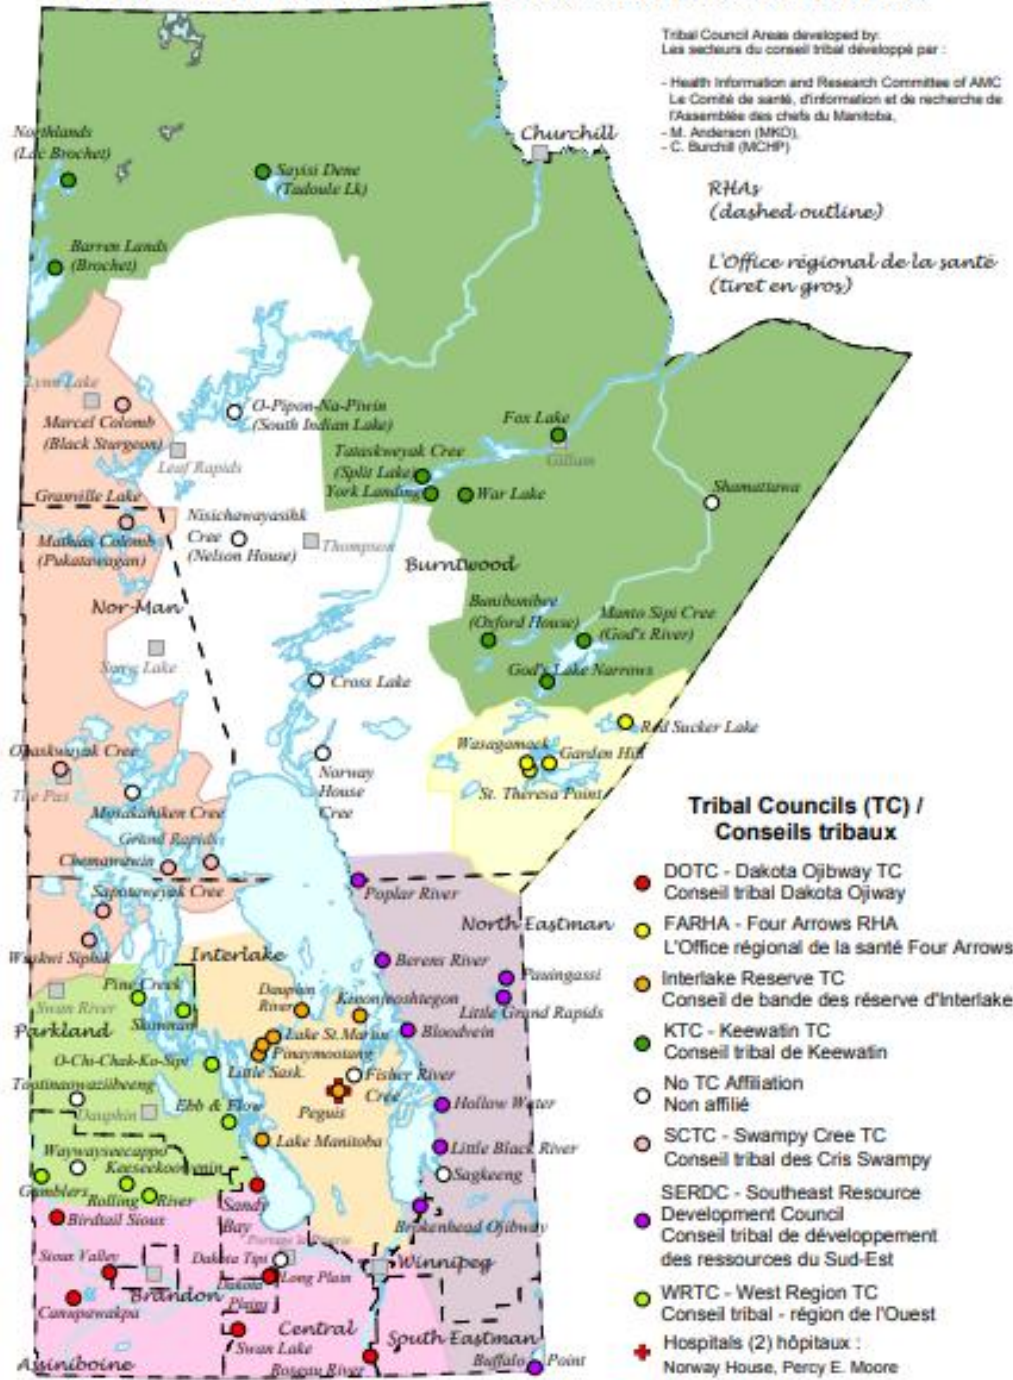 Tribal Council Areas developed by:
Les secteurs du conseil tribal développé par :
- Health Information and Research Committee of AMC
Le Comité de santé, d'information et de recherche de
l'Assemblée des chefs du Manitoba,
- M. Anderson (MKO),
- C. Burchill (MCHP)
RHAs
(dashed outline)
L'Office régional de la santé
(tiret en gros)
Churchill
Northlands
(Lac Brochet)
Sayisi Dene
(Tadoule Lk)
Barren Lands
(Brochet)
Lynn Lake
Marcel Colomb
(Black Sturgeon)
O-Pipon-Na-Piwin
(South Indian Lake)
Leaf Rapids
Fox Lake
Gillam
Tataskweyak Cree
(Split Lake)
York Landing
War Lake
Shamattawa
Granville Lake
Mathias Colomb
(Pukatawagan)
Nisichawayasihk
Cree
(Nelson House)
Thompson
Burntwood
Nor-Man
Bunibonibee
(Oxford House)
Manto Sipi Cree
(God's River)
God's Lake Narrows
Snow Lake
Cross Lake
Red Sucker Lake
Wasagamack
Garden Hill
St. Theresa Point
Opaskwayak Cree
The Pas
Mosakahiken Cree
Norway
House
Cree
Grand Rapids
Chemawawin
Sapotaweyak Cree
Poplar River
North Eastman
Wuskwi Sipihk
Interlake
Berens River
Pauingassi
Little Grand Rapids
Swan River
Pine Creek
Skownan
Dauphin
River
Kinonjeoshtegon
Bloodvein
Parkland
Lake St.Martin
Pinaymootang
Little Sask.
O-Chi-Chak-Ko-Sipi
Tootinaowaziibeeng
Fisher River
Cree
Peguis
Hollow Water
Dauphin
Ebb & Flow
Lake Manitoba
Little Black River
Sagkeeng
Waywayseecappo
Keeseekoowenin
Gamblers
Rolling River
Birdtail Sioux
Sandy
Bay
Brokenhead Ojibway
Portage la Prairie
Sioux Valley
Dakota Tipi
Long Plain
Dakota
Plains
Winnipeg
Brandon
Canupawakpa
Central
Swan Lake
South Eastman
Assiniboine
Roseau River
Buffalo Point
Tribal Councils (TC) /
Conseils tribaux
DOTC - Dakota Ojibway TC
Conseil tribal Dakota Ojiway
FARHA - Four Arrows RHA
L'Office régional de la santé Four Arrows
Interlake Reserve TC
Conseil de bande des réserve d'Interlake
KTC - Keewatin TC
Conseil tribal de Keewatin
No TC Affiliation
Non affilié
SCTC - Swampy Cree TC
Conseil tribal des Cris Swampy
SERDC - Southeast Resource
Development Council
Conseil tribal de développement
des ressources du Sud-Est
WRTC - West Region TC
Conseil tribal - région de l'Ouest
Hospitals (2) hôpitaux :
Norway House, Percy E. Moore